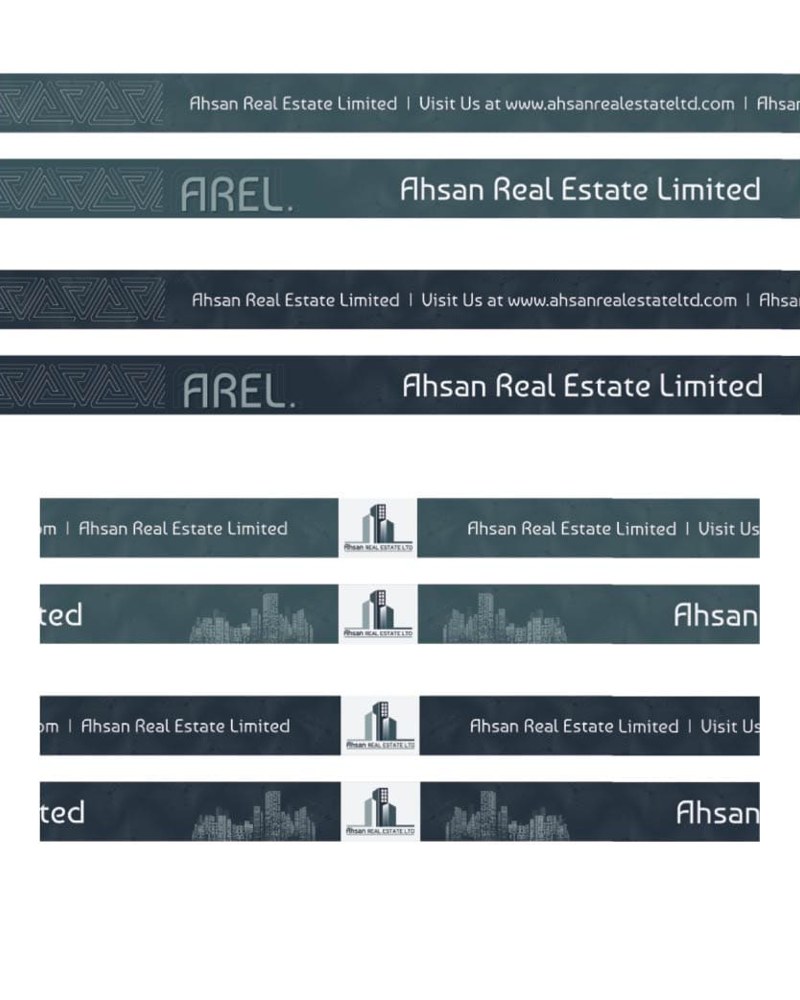 Ahsan Real Estate Limited | Visit Us at www.ahsanrealestateltd.com | Ahsar
AREL. Ahsan Real Estate Limited
Ahsan Real Estate Limited | Visit Us at www.ahsanrealestateltd.com | Ahsa
AREL. Ahsan Real Estate Limited
om | Ahsan Real Estate Limited Ahsan REAL ESTATE LTD Ahsan Real Estate Limited | Visit Us
ted Ahsan REAL ESTATE LTD Ahsan
om | Ahsan Real Estate Limited Ahsan REAL ESTATE LTD Ahsan Real Estate Limited | Visit Us
ted Ahsan REAL ESTATE LTD Ahsan